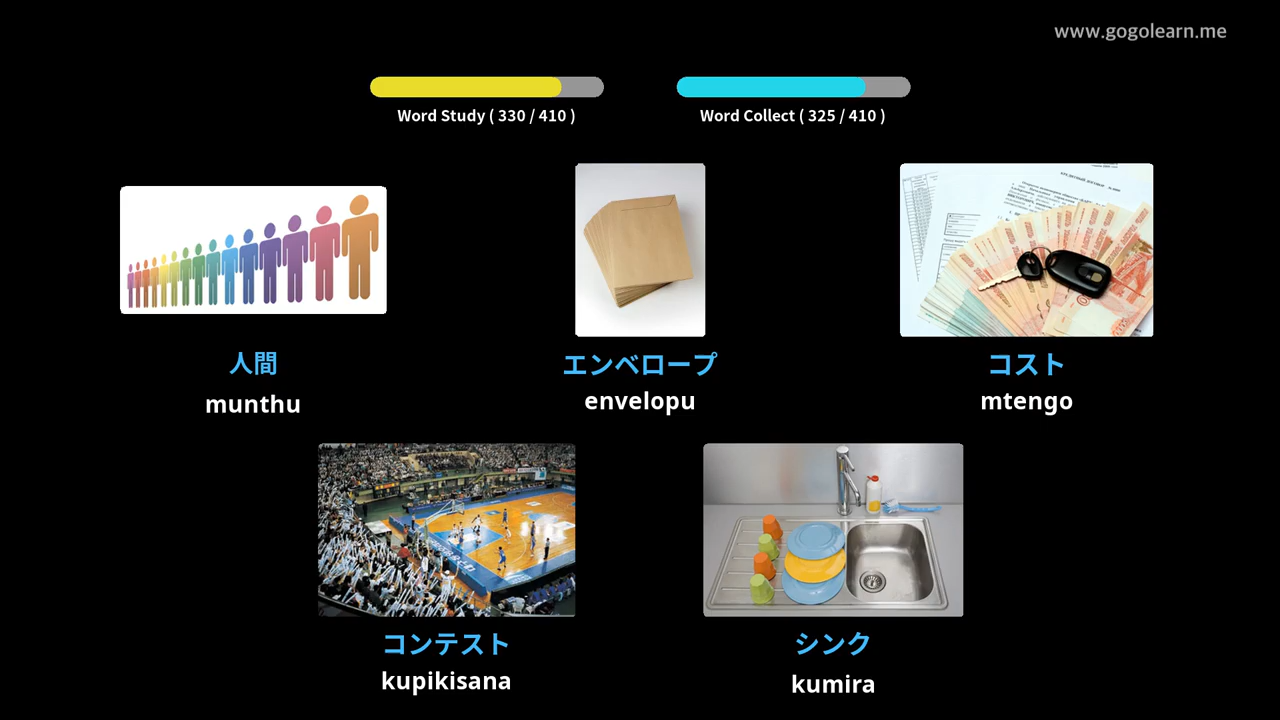 www.gogolearn.me
Word Study ( 330 / 410 )
Word Collect ( 325 / 410 )
人間
munthu
エンベロープ
envelopu
コスト
mtengo
コンテスト
kupikisana
シンク
kumira